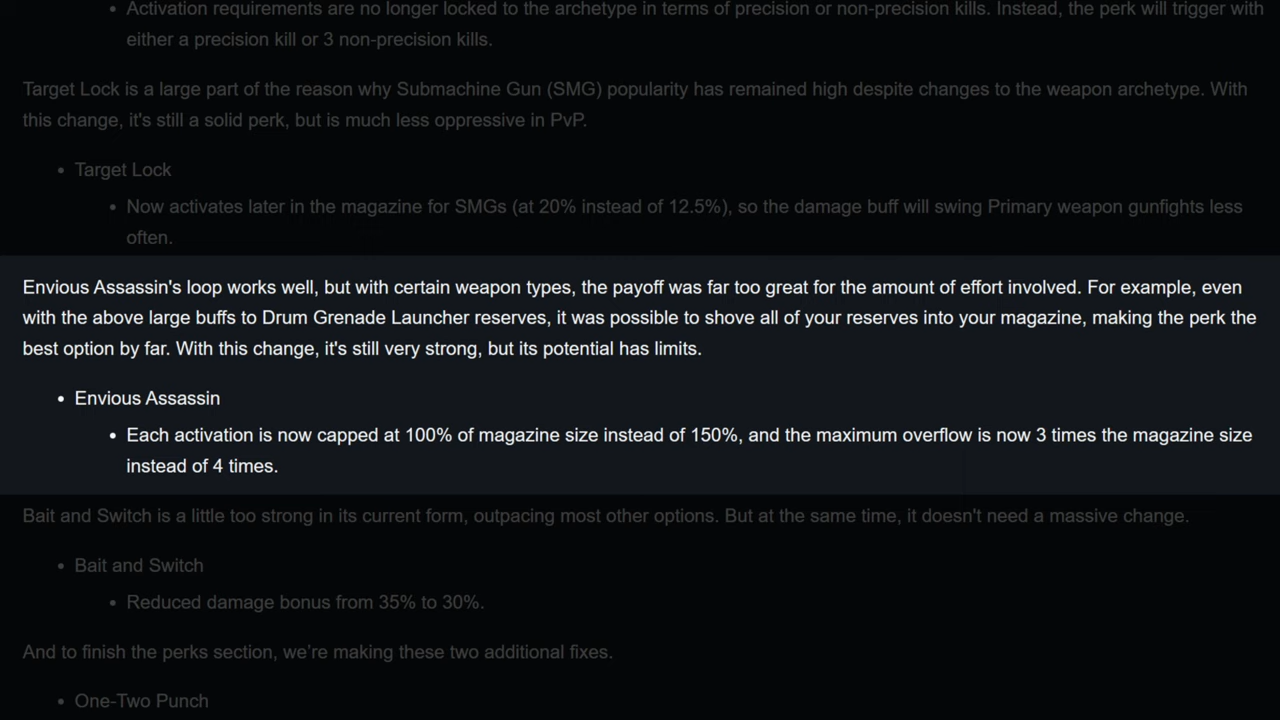 • Activation requirements are no longer locked to the archetype in terms of precision or non-precision kills. Instead, the perk will trigger with
either a precision kill or 3 non-precision kills.
Target Lock is a large part of the reason why Submachine Gun (SMG) popularity has remained high despite changes to the weapon archetype. With
this change, it's still a solid perk, but is much less oppressive in PvP.
• Target Lock
• Now activates later in the magazine for SMGs (at 20% instead of 12.5%), so the damage buff will swing Primary weapon gunfights less
often.
Envious Assassin's loop works well, but with certain weapon types, the payoff was far too great for the amount of effort involved. For example, even
with the above large buffs to Drum Grenade Launcher reserves, it was possible to shove all of your reserves into your magazine, making the perk the
best option by far. With this change, it's still very strong, but its potential has limits.
• Envious Assassin
• Each activation is now capped at 100% of magazine size instead of 150%, and the maximum overflow is now 3 times the magazine size
instead of 4 times.
Bait and Switch is a little too strong in its current form, outpacing most other options. But at the same time, it doesn't need a massive change.
• Bait and Switch
• Reduced damage bonus from 35% to 30%.
And to finish the perks section, we're making these two additional fixes.
• One-Two Punch